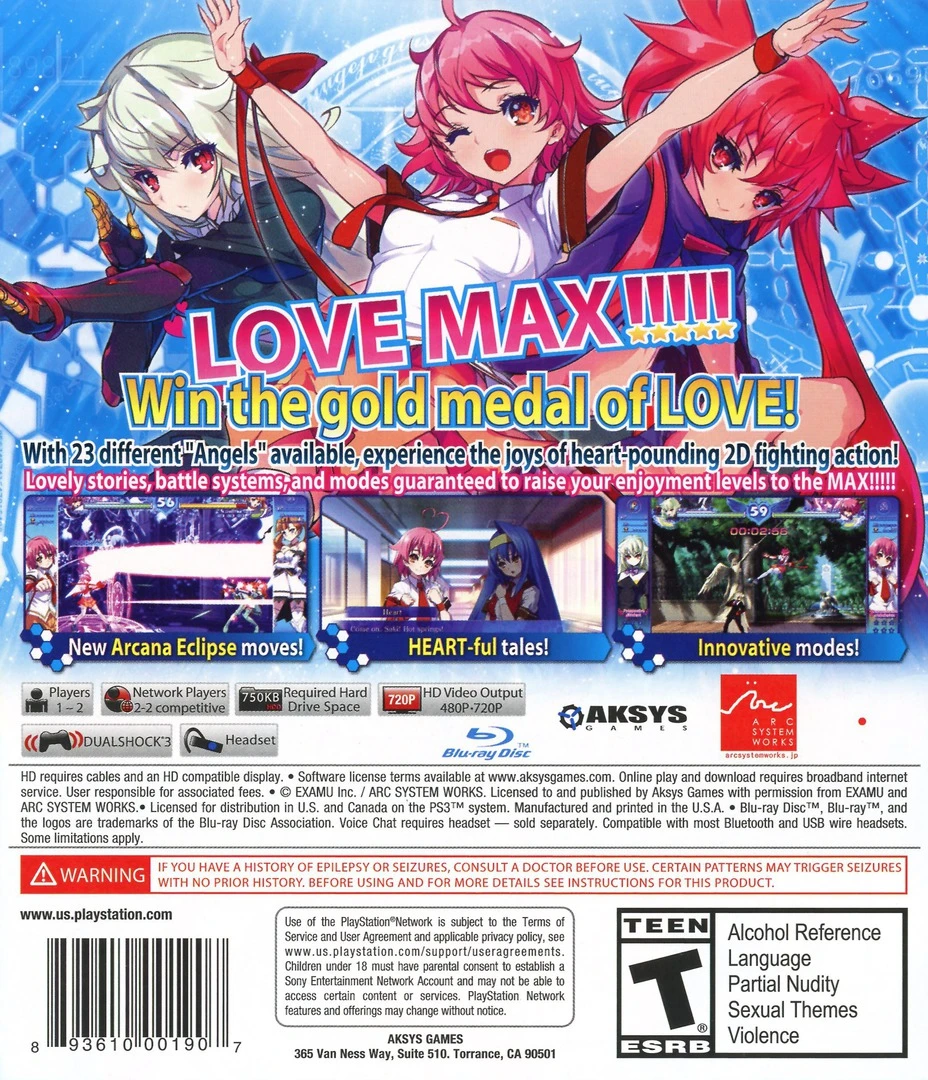 LOVE MAX!!!!!
Win the gold medal of LOVE!
With 23 different "Angels" available, experience the joys of heart-pounding 2D fighting action!
Lovely stories, battle systems, and modes guaranteed to raise your enjoyment levels to the MAX!!!!!
56
59
00:02:86
Heart
Come on, Saki! Hot springs!
New Arcana Eclipse moves!
HEART-ful tales!
Innovative modes!
Players
1 – 2
Network Players
2-2 competitive
750KB
HDD
Required Hard
Drive Space
720P
HD Video Output
480P•720P
DUALSHOCK®3
Headset
Blu-ray Disc™
AKSYS
GAMES
ARC
SYSTEM
WORKS
arcsystemworks.jp
HD requires cables and an HD compatible display. • Software license terms available at www.aksysgames.com. Online play and download requires broadband internet
service. User responsible for associated fees. • © EXAMU Inc. / ARC SYSTEM WORKS. Licensed to and published by Aksys Games with permission from EXAMU and
ARC SYSTEM WORKS.• Licensed for distribution in U.S. and Canada on the PS3™ system. Manufactured and printed in the U.S.A. • Blu-ray Disc™, Blu-ray™, and
the logos are trademarks of the Blu-ray Disc Association. Voice Chat requires headset — sold separately. Compatible with most Bluetooth and USB wire headsets.
Some limitations apply.
WARNING
IF YOU HAVE A HISTORY OF EPILEPSY OR SEIZURES, CONSULT A DOCTOR BEFORE USE. CERTAIN PATTERNS MAY TRIGGER SEIZURES
WITH NO PRIOR HISTORY. BEFORE USING AND FOR MORE DETAILS SEE INSTRUCTIONS FOR THIS PRODUCT.
www.us.playstation.com
8 93610 00190 7
Use of the PlayStation®Network is subject to the Terms of
Service and User Agreement and applicable privacy policy, see
www.us.playstation.com/support/useragreements.
Children under 18 must have parental consent to establish a
Sony Entertainment Network Account and may not be able to
access certain content or services. PlayStation Network
features and offerings may change without notice.
AKSYS GAMES
365 Van Ness Way, Suite 510. Torrance, CA 90501
TEEN
T
®
ESRB
Alcohol Reference
Language
Partial Nudity
Sexual Themes
Violence